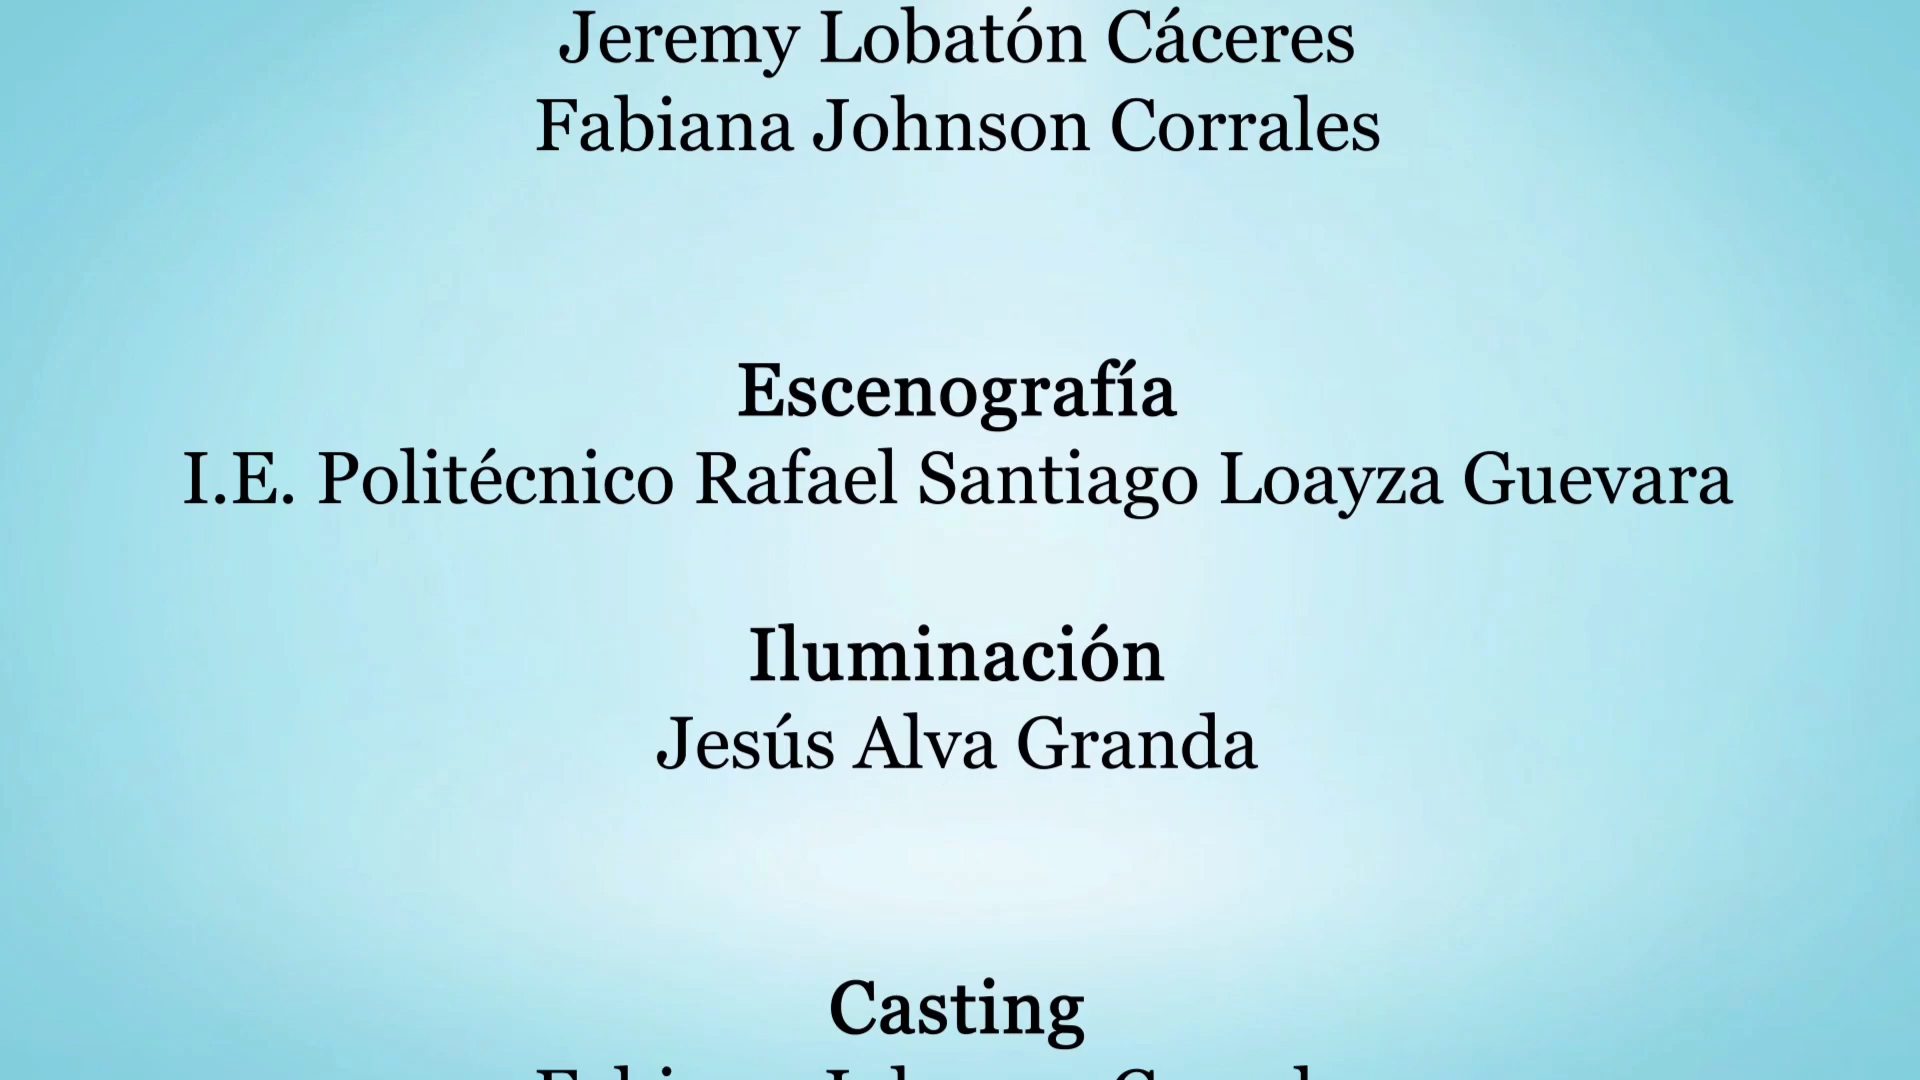 Jeremy Lobatón Cáceres
Fabiana Johnson Corrales
Escenografía
I.E. Politécnico Rafael Santiago Loayza Guevara
Iluminación
Jesús Alva Granda
Casting